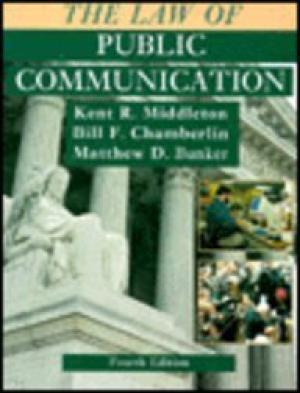 THE LAW OF
PUBLIC
COMMUNICATION
Kent R. Middleton
Bill F. Chamberlin
Matthew D. Bunker
Fourth Edition